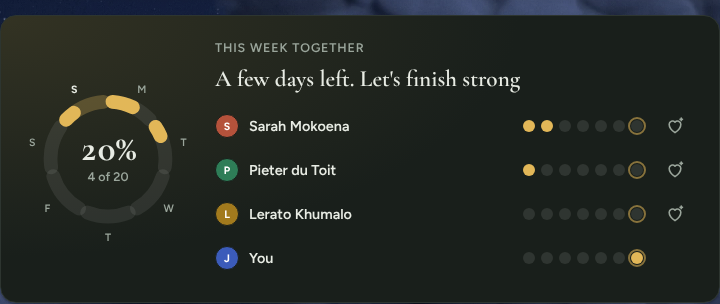 THIS WEEK TOGETHER
A few days left. Let's finish strong
S
M
T
W
T
F
S
20%
4 of 20
S Sarah Mokoena
P Pieter du Toit
L Lerato Khumalo
J You